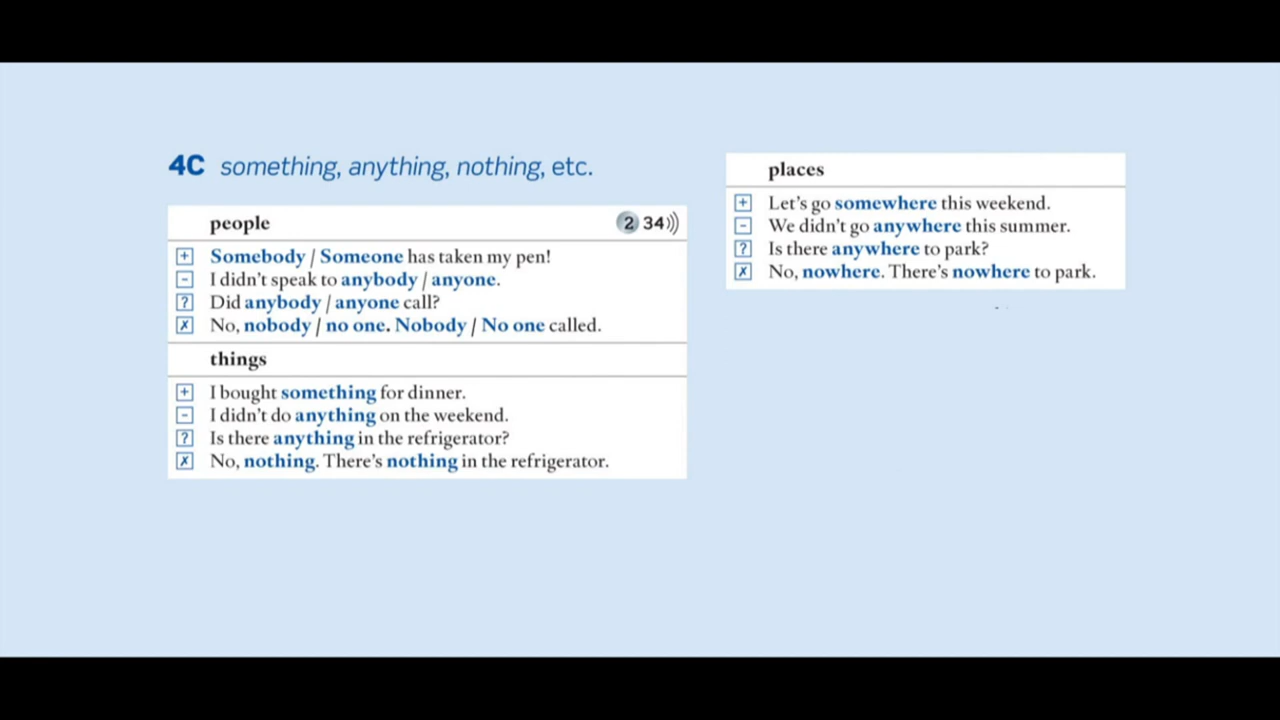 4C something, anything, nothing, etc.
people 2 34
+ Somebody / Someone has taken my pen!
- I didn't speak to anybody / anyone.
? Did anybody / anyone call?
✗ No, nobody / no one. Nobody / No one called.
things
+ I bought something for dinner.
- I didn't do anything on the weekend.
? Is there anything in the refrigerator?
✗ No, nothing. There's nothing in the refrigerator.
places
+ Let's go somewhere this weekend.
- We didn't go anywhere this summer.
? Is there anywhere to park?
✗ No, nowhere. There's nowhere to park.